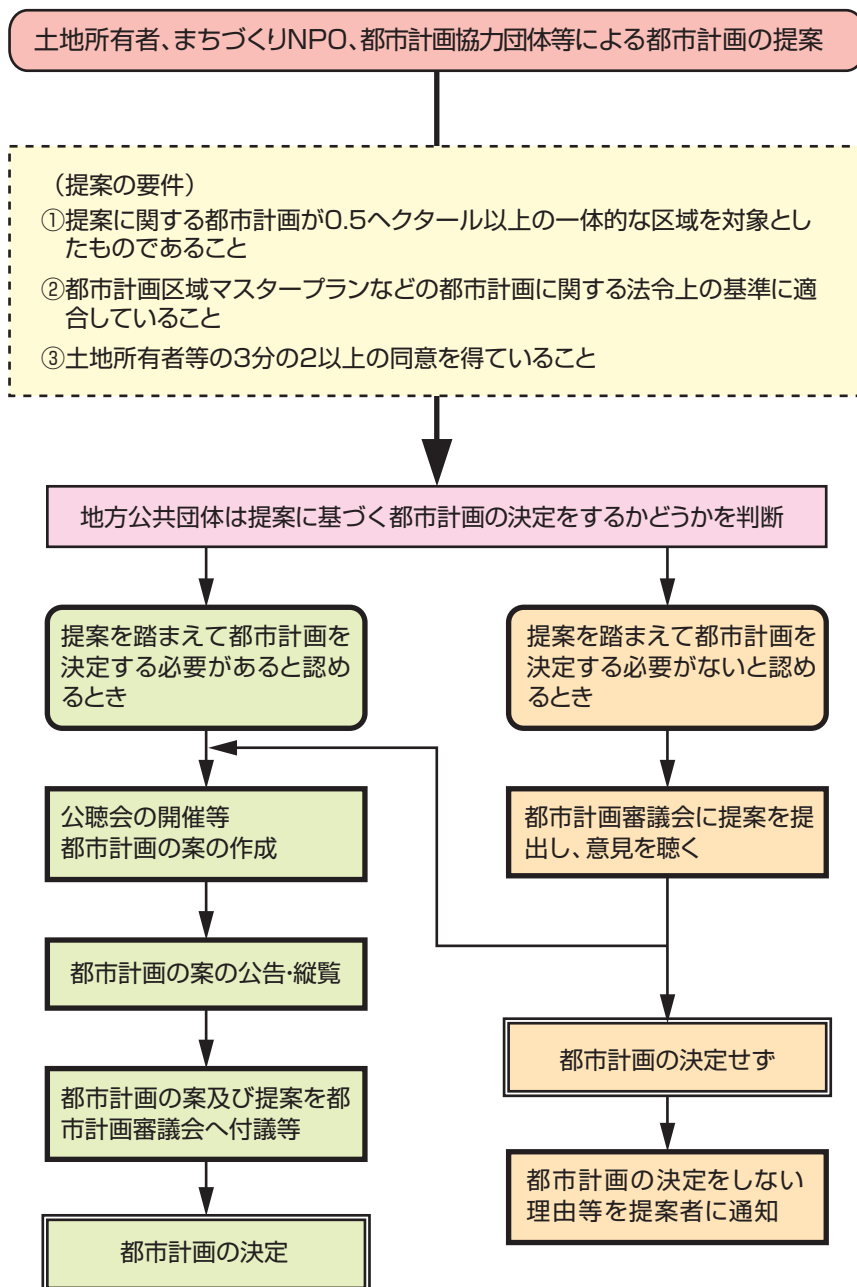 土地所有者、まちづくりNPO、都市計画協力団体等による都市計画の提案
（提案の要件）
①提案に関する都市計画が0.5ヘクタール以上の一体的な区域を対象とし
たものであること
②都市計画区域マスタープランなどの都市計画に関する法令上の基準に適
合していること
③土地所有者等の3分の2以上の同意を得ていること
地方公共団体は提案に基づく都市計画の決定をするかどうかを判断
提案を踏まえて都市計画を
決定する必要があると認め
るとき
公聴会の開催等
都市計画の案の作成
都市計画の案の公告・縦覧
都市計画の案及び提案を都
市計画審議会へ付議等
都市計画の決定
提案を踏まえて都市計画を
決定する必要がないと認め
るとき
都市計画審議会に提案を提
出し、意見を聴く
都市計画の決定せず
都市計画の決定をしない
理由等を提案者に通知